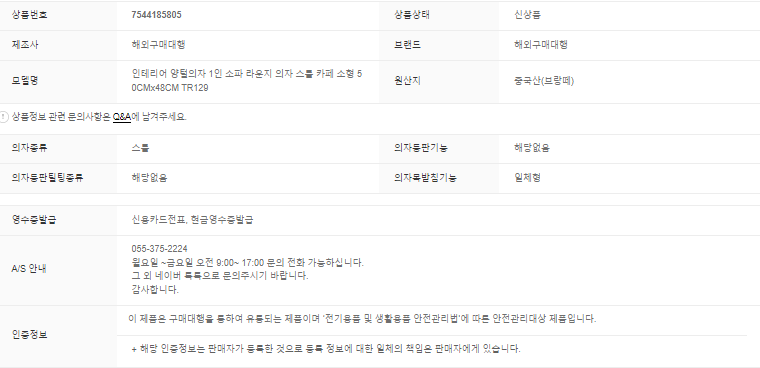 상품번호 7544185805 상품상태 신상품
제조사 해외구매대행 브랜드 해외구매대행
모델명 인테리어 양털의자 1인 소파 라운지 의자 스툴 카페 소형 5
0CMx48CM TR129 원산지 중국산(브랑떼)
! 상품정보 관련 문의사항은 Q&A에 남겨주세요.
의자종류 스툴 의자등판기능 해당없음
의자등판틸팅종류 해당없음 의자목받침기능 일체형
영수증발급 신용카드전표, 현금영수증발급
A/S 안내
055-375-2224
월요일 ~금요일 오전 9:00~ 17:00 문의 전화 가능하십니다.
그 외 네이버 톡톡으로 문의주시기 바랍니다.
감사합니다.
인증정보
이 제품은 구매대행을 통하여 유통되는 제품이며 '전기용품 및 생활용품 안전관리법'에 따른 안전관리대상 제품입니다.
+ 해당 인증정보는 판매자가 등록한 것으로 등록 정보에 대한 일체의 책임은 판매자에게 있습니다.